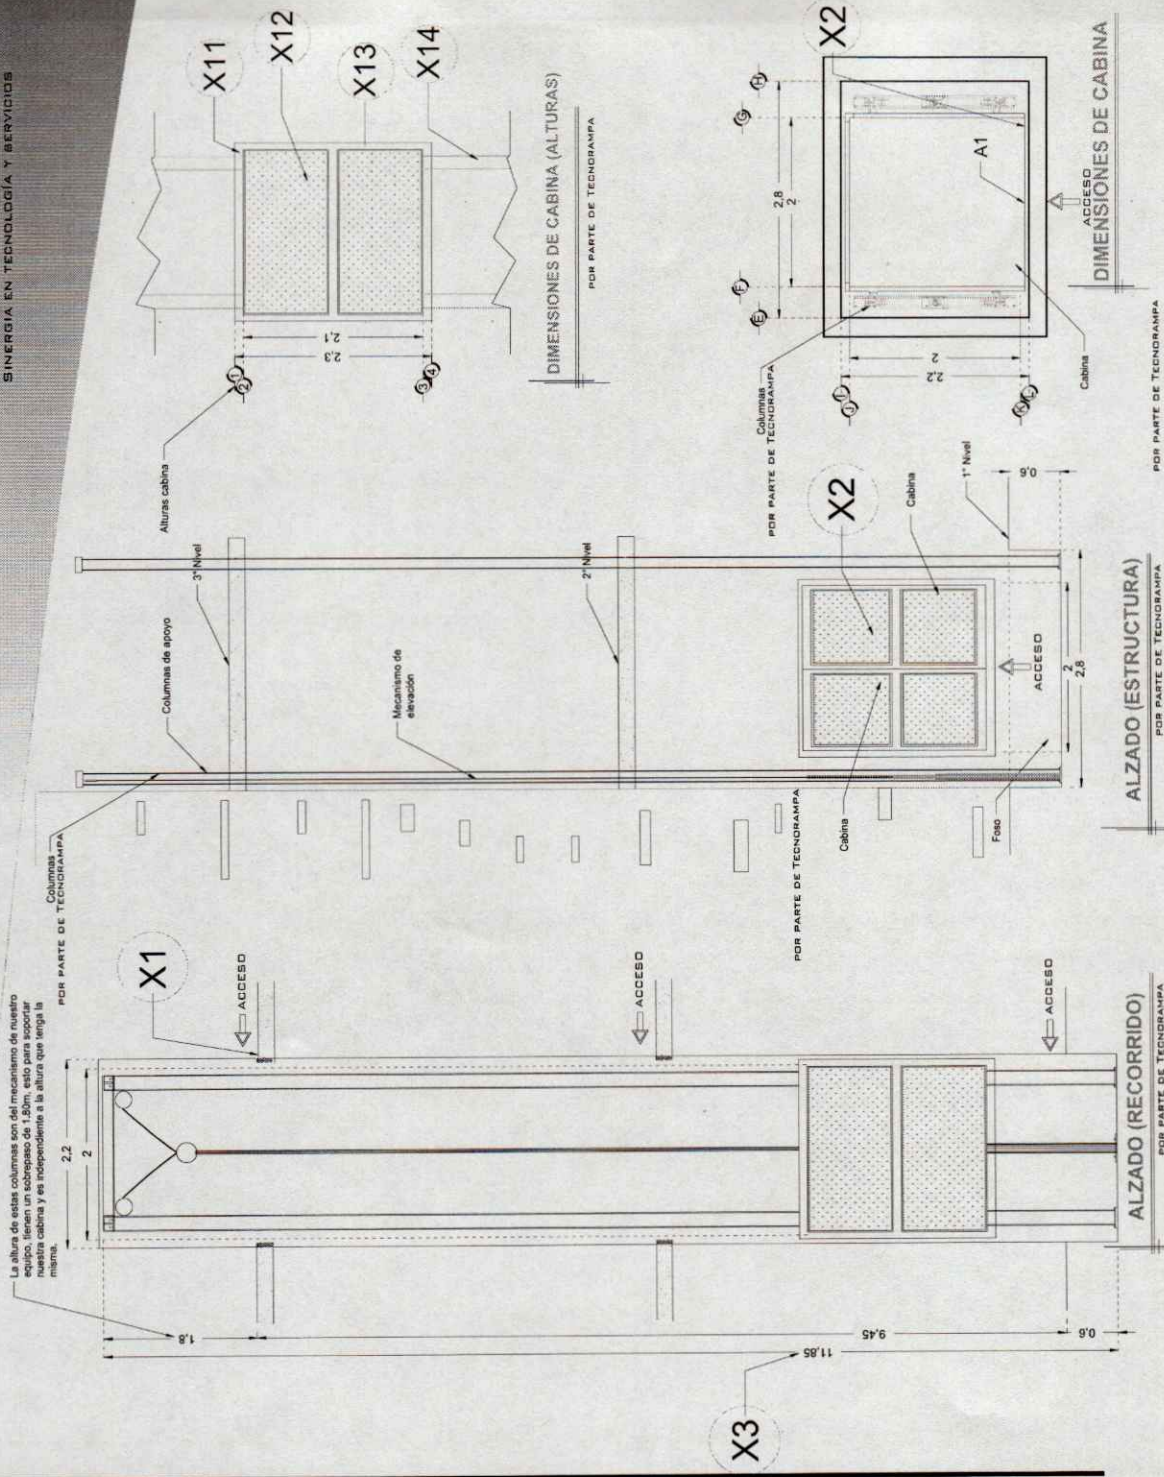 SINERGIA EN TECNOLOGÍA Y SERVICIOS
La altura de estas columnas son del mecanismo de nuestro
equipo, tienen un sobrepaso de 1.80m, esto para soportar
nuestra cabina y es independiente a la altura que tenga la
misma.
Columnas
POR PARTE DE TECNORAMPA
X1
2,2
2
ACCESO
ACCESO
ACCESO
1,8
9,45
0,6
11,85
X3
ALZADO (RECORRIDO)
POR PARTE DE TECNORAMPA
Columnas de apoyo
3° Nivel
Mecanismo de
elevación
2° Nivel
X2
Cabina
1° Nivel
0,6
POR PARTE DE TECNORAMPA
Cabina
Foso
ACCESO
2
2,8
ALZADO (ESTRUCTURA)
POR PARTE DE TECNORAMPA
X11
X12
X13
X14
Alturas cabina
1
2
3
4
2,1
2,3
DIMENSIONES DE CABINA (ALTURAS)
POR PARTE DE TECNORAMPA
X2
Columnas
POR PARTE DE TECNORAMPA
E
F
G
H
2,8
2
I
J
K
L
2
2,2
A1
Cabina
ACCESO
DIMENSIONES DE CABINA
POR PARTE DE TECNORAMPA